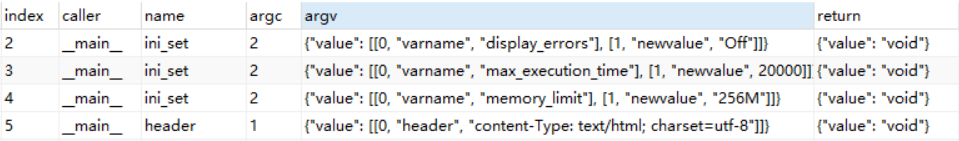 index caller name argc argv return
2 __main__ ini_set 2 {"value": [[0, "varname", "display_errors"], [1, "newvalue", "Off"]]} {"value": "void"}
3 __main__ ini_set 2 {"value": [[0, "varname", "max_execution_time"], [1, "newvalue", 20000]] {"value": "void"}
4 __main__ ini_set 2 {"value": [[0, "varname", "memory_limit"], [1, "newvalue", "256M"]]} {"value": "void"}
5 __main__ header 1 {"value": [[0, "header", "content-Type: text/html; charset=utf-8"]]} {"value": "void"}